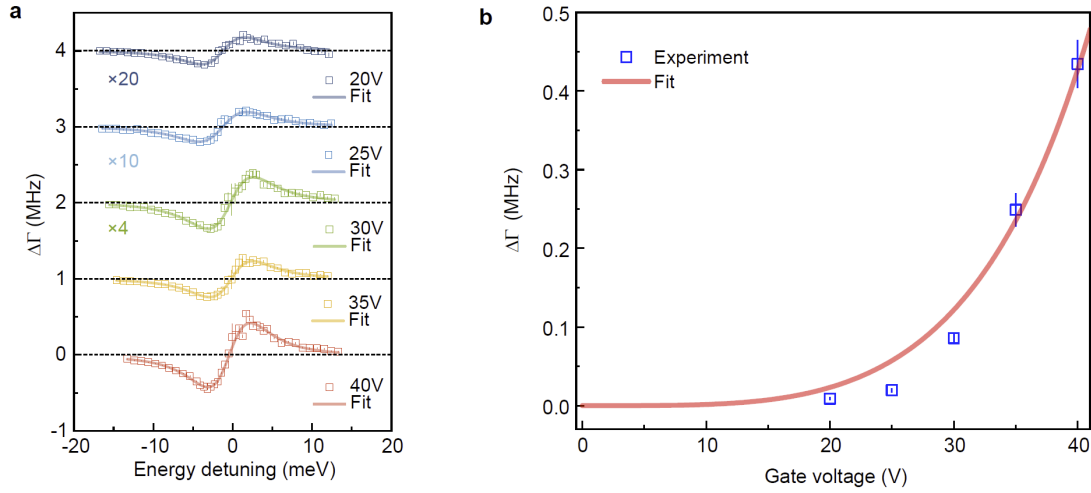 a
ΔΓ (MHz)
4
3
2
1
0
-1
×20
20V
Fit
×10
25V
Fit
×4
30V
Fit
35V
Fit
40V
Fit
-20
-10
0
10
20
Energy detuning (meV)
b
ΔΓ (MHz)
0.5
0.4
0.3
0.2
0.1
0.0
Experiment
Fit
0
10
20
30
40
Gate voltage (V)